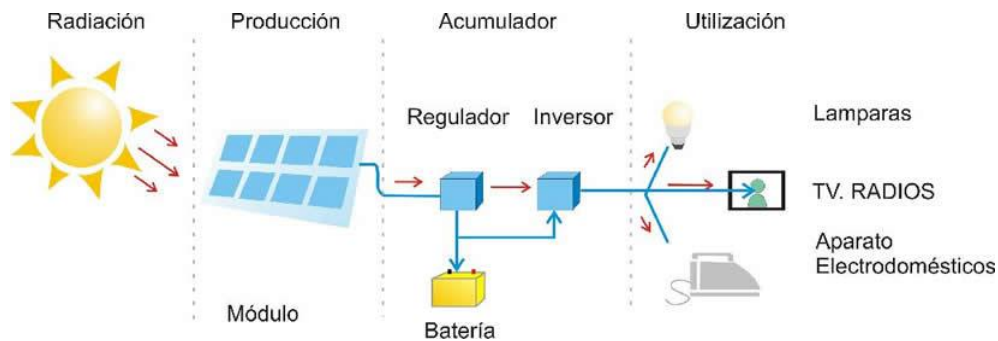 Radiación
Producción
Acumulador
Utilización
Regulador
Inversor
Lamparas
TV. RADIOS
Aparato
Electrodomésticos
Módulo
Batería